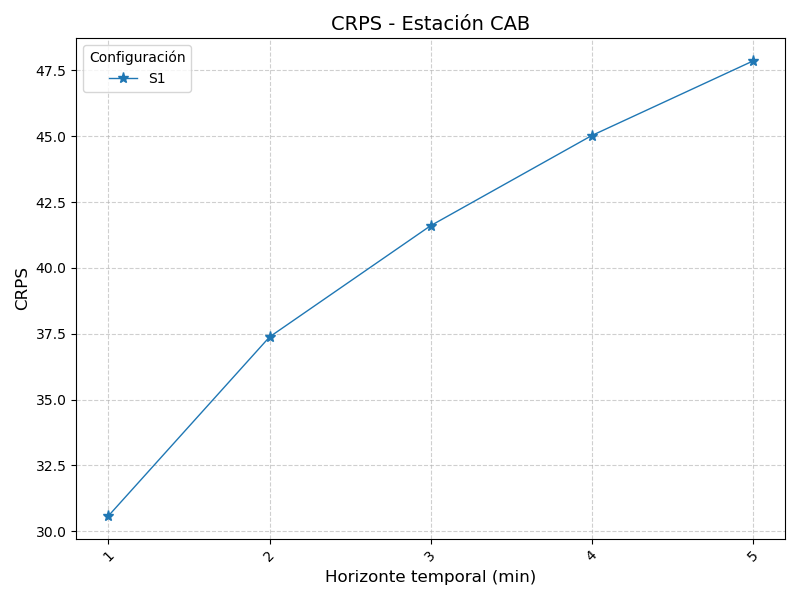 CRPS - Estación CAB
Configuración
S1
CRPS
47.5
45.0
42.5
40.0
37.5
35.0
32.5
30.0
1
2
3
4
5
Horizonte temporal (min)